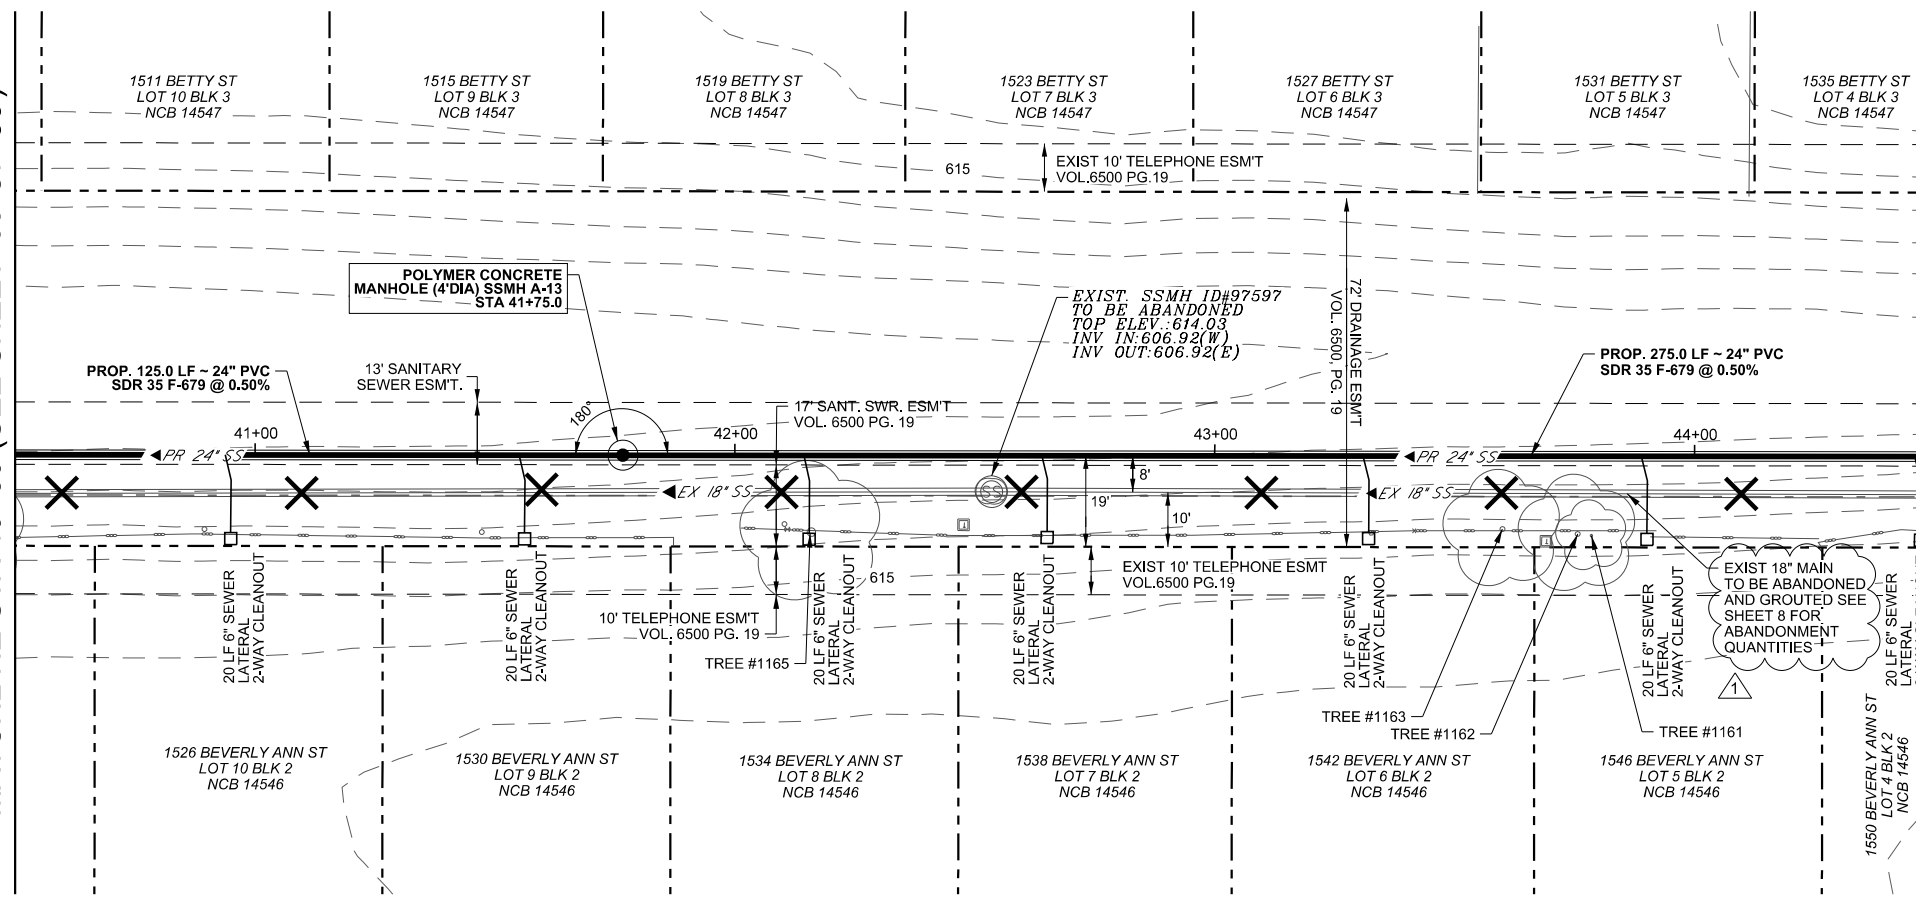 1511 BETTY ST
LOT 10 BLK 3
NCB 14547
1515 BETTY ST
LOT 9 BLK 3
NCB 14547
1519 BETTY ST
LOT 8 BLK 3
NCB 14547
1523 BETTY ST
LOT 7 BLK 3
NCB 14547
1527 BETTY ST
LOT 6 BLK 3
NCB 14547
1531 BETTY ST
LOT 5 BLK 3
NCB 14547
1535 BETTY ST
LOT 4 BLK 3
NCB 14547
615
EXIST 10' TELEPHONE ESM'T
VOL.6500 PG.19
POLYMER CONCRETE
MANHOLE (4'DIA) SSMH A-13
STA 41+75.0
EXIST. SSMH ID#97597
TO BE ABANDONED
TOP ELEV.:614.03
INV IN:606.92(W)
INV OUT:606.92(E)
72' DRAINAGE ESM'T
VOL. 6500, PG. 19
PROP. 125.0 LF ~ 24" PVC
SDR 35 F-679 @ 0.50%
13' SANITARY
SEWER ESM'T.
180°
17' SANT. SWR. ESM'T
VOL. 6500 PG. 19
PROP. 275.0 LF ~ 24" PVC
SDR 35 F-679 @ 0.50%
41+00
42+00
43+00
44+00
PR 24" SS
PR 24" SS
EX 18" SS
SS
EX 18" SS
8'
19'
10'
615
10' TELEPHONE ESM'T
VOL. 6500 PG. 19
EXIST 10' TELEPHONE ESMT
VOL.6500 PG.19
TREE #1165
20 LF 6" SEWER
LATERAL
2-WAY CLEANOUT
20 LF 6" SEWER
LATERAL
2-WAY CLEANOUT
20 LF 6" SEWER
LATERAL
2-WAY CLEANOUT
20 LF 6" SEWER
LATERAL
2-WAY CLEANOUT
20 LF 6" SEWER
LATERAL
2-WAY CLEANOUT
20 LF 6" SEWER
LATERAL
2-WAY CLEANOUT
20 LF 6" SEWER
LATERAL
EXIST 18" MAIN
TO BE ABANDONED
AND GROUTED SEE
SHEET 8 FOR
ABANDONMENT
QUANTITIES
1
TREE #1163
TREE #1162
TREE #1161
1526 BEVERLY ANN ST
LOT 10 BLK 2
NCB 14546
1530 BEVERLY ANN ST
LOT 9 BLK 2
NCB 14546
1534 BEVERLY ANN ST
LOT 8 BLK 2
NCB 14546
1538 BEVERLY ANN ST
LOT 7 BLK 2
NCB 14546
1542 BEVERLY ANN ST
LOT 6 BLK 2
NCB 14546
1546 BEVERLY ANN ST
LOT 5 BLK 2
NCB 14546
1550 BEVERLY ANN ST
LOT 4 BLK 2
NCB 14546